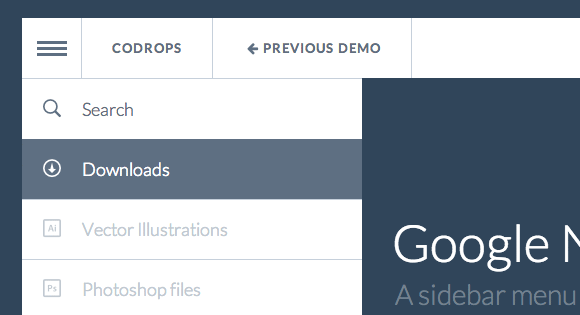 CODROPS
PREVIOUS DEMO
Search
Downloads
Ai
Vector Illustrations
Ps
Photoshop files
Google
A sidebar menu